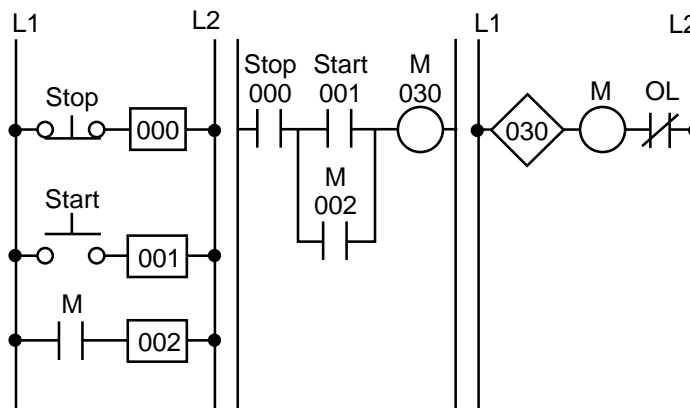 L1 L2 L1 L2
Stop
000
Start
001
M
002
Stop Start M
000 001 030
M
002
030 M OL